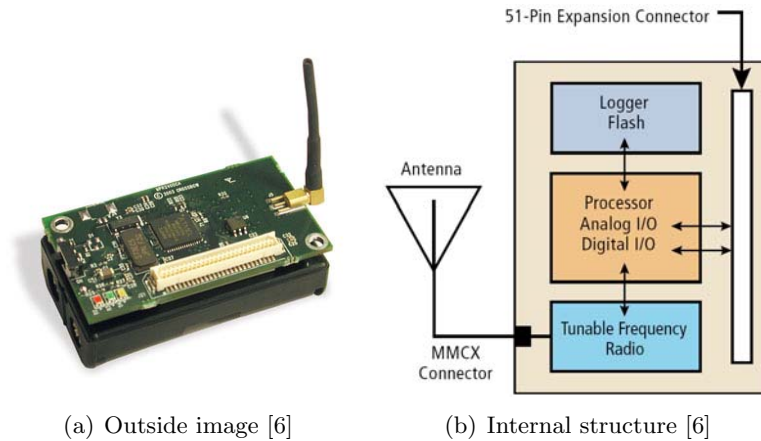 51-Pin Expansion Connector
Logger
Flash
Antenna
Processor
Analog I/O
Digital I/O
Tunable Frequency
Radio
MMCX
Connector
(a) Outside image [6]
(b) Internal structure [6]